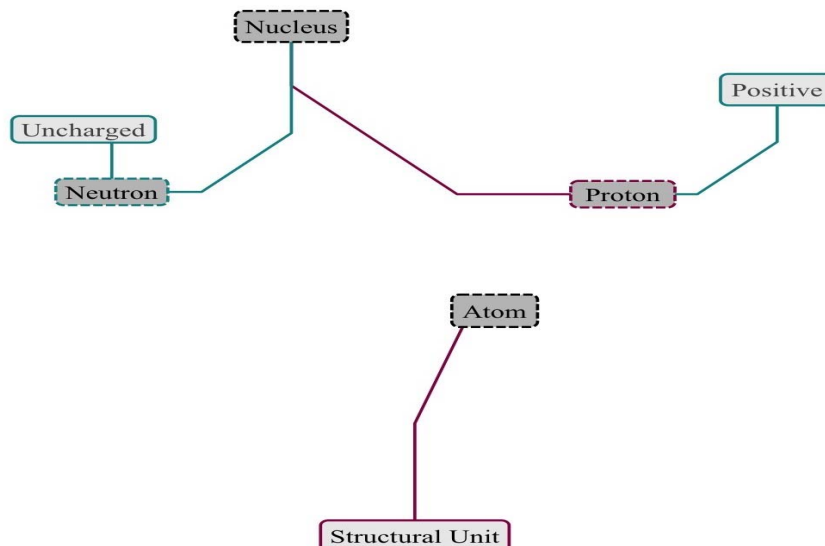 Nucleus
Positive
Uncharged
Neutron
Proton
Atom
Structural Unit